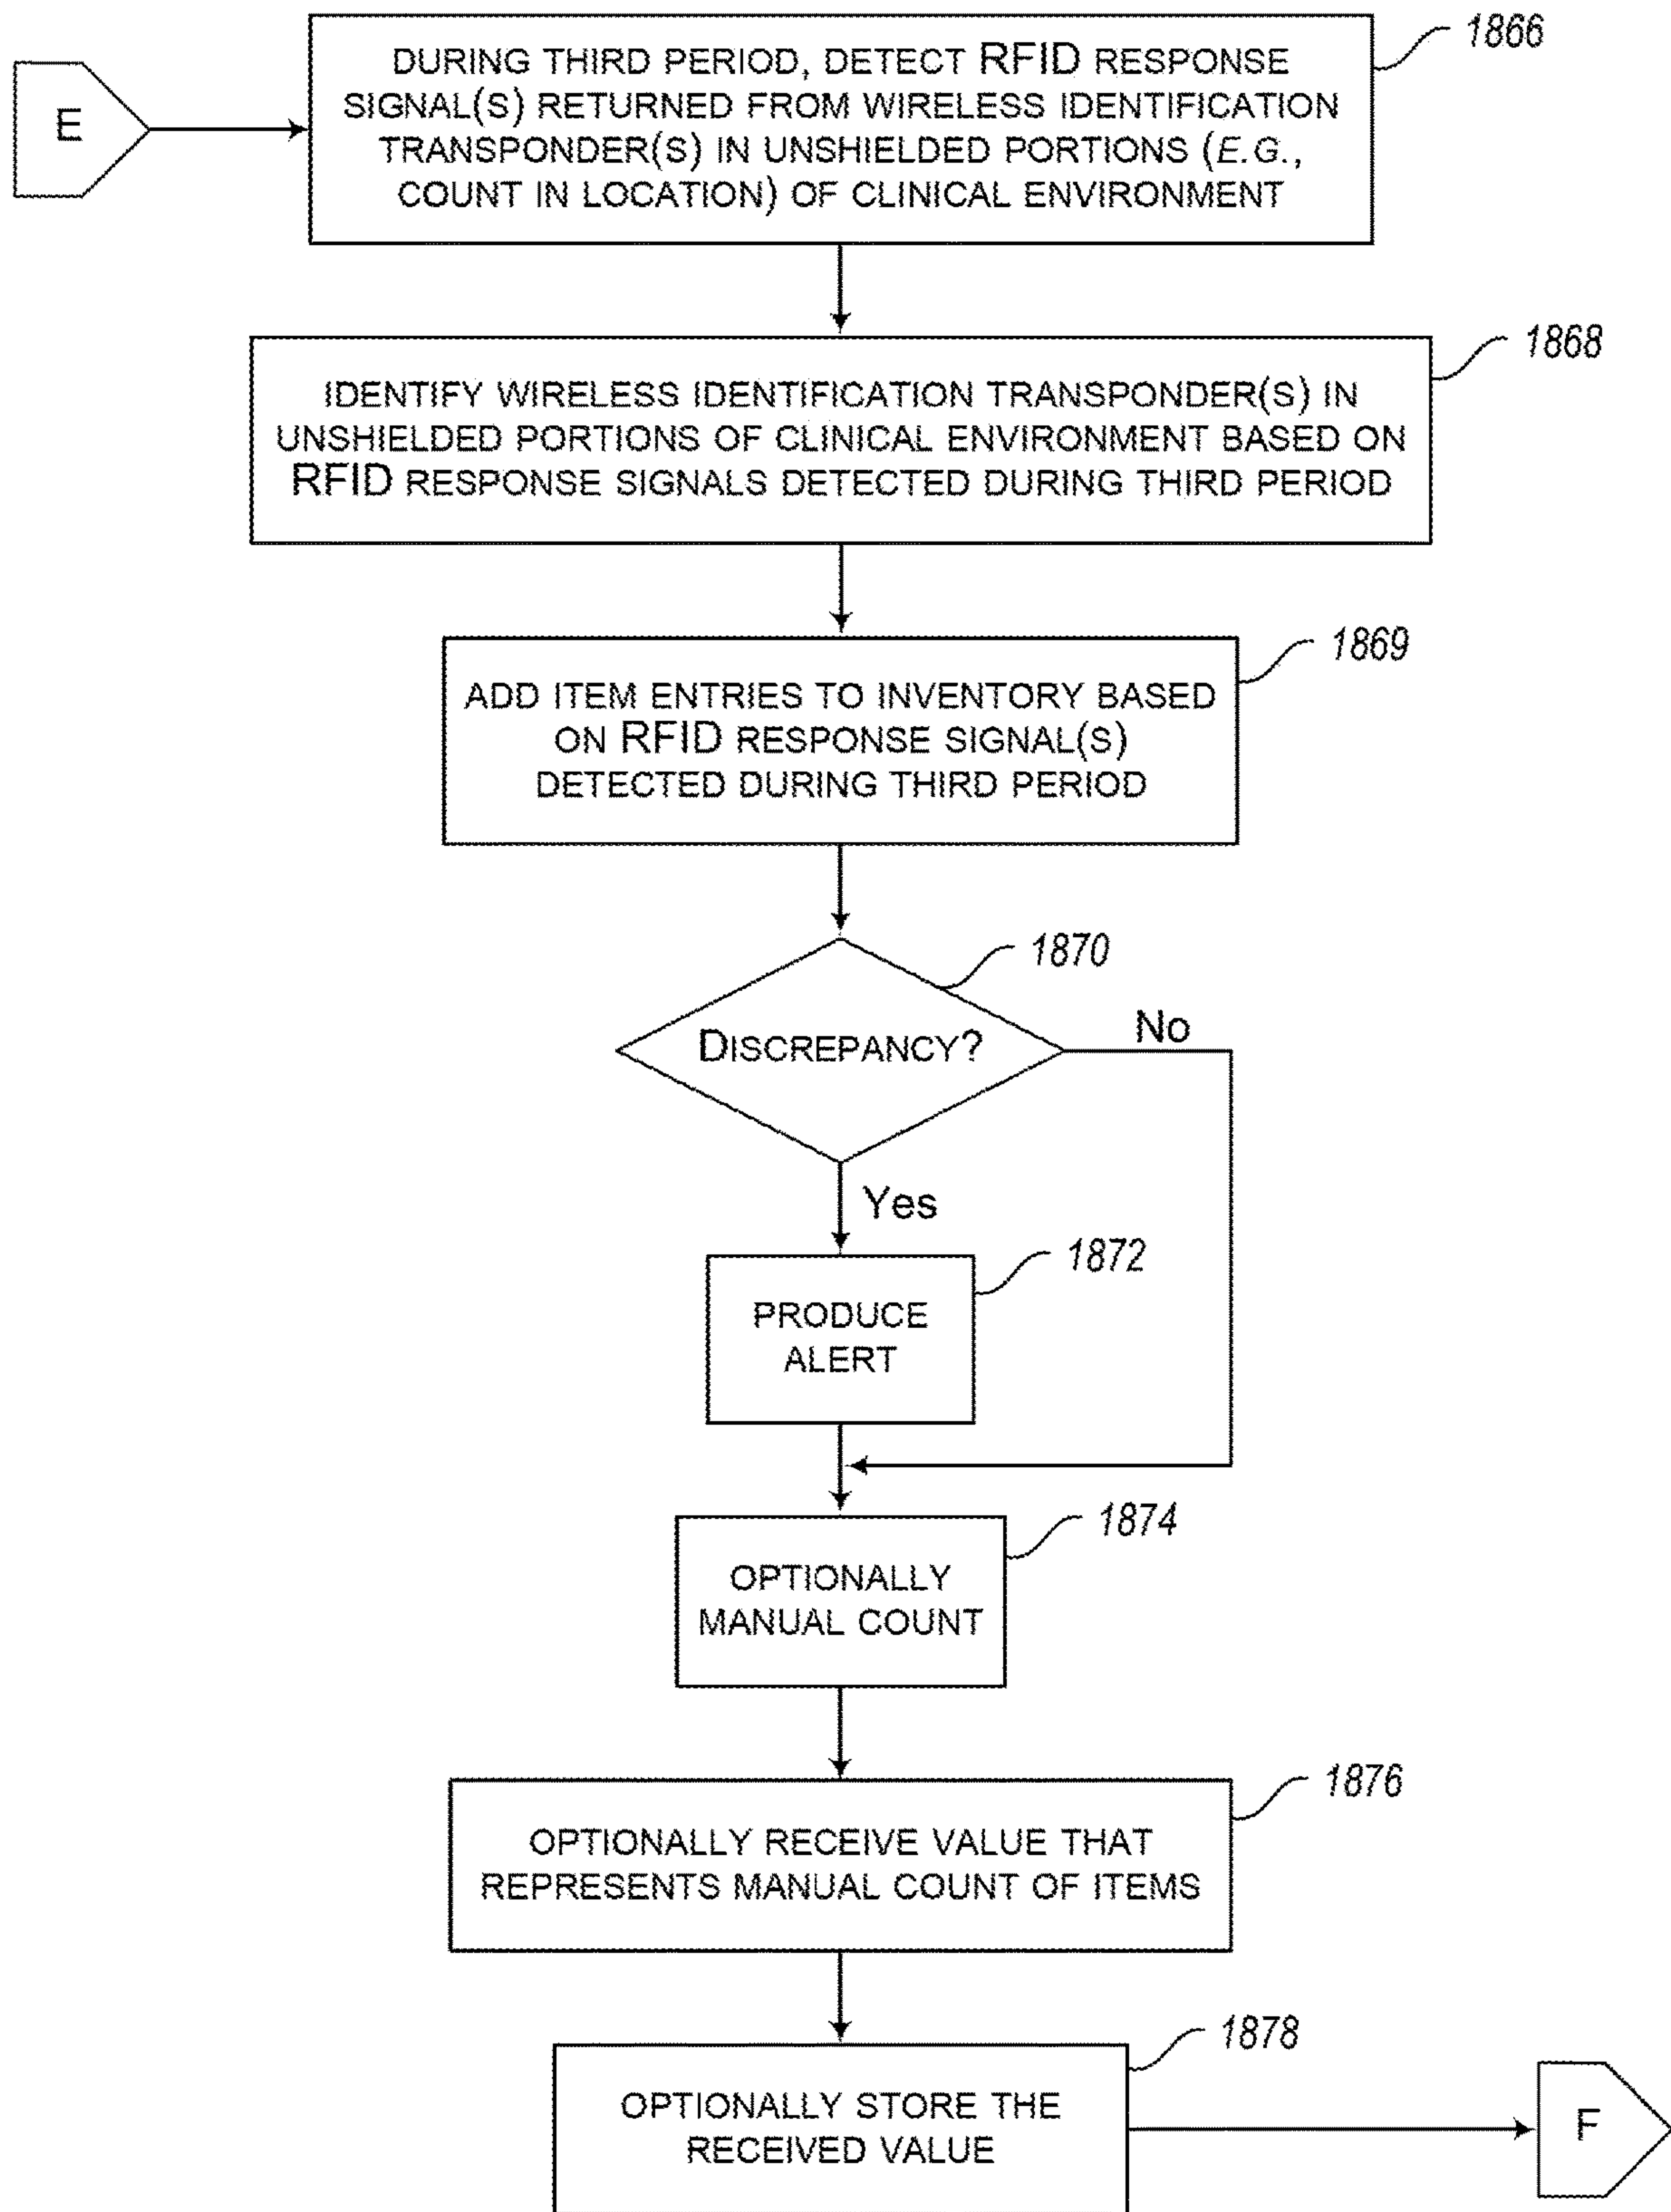 1866
DURING THIRD PERIOD, DETECT RFID RESPONSE
SIGNAL(S) RETURNED FROM WIRELESS IDENTIFICATION
TRANSPONDER(S) IN UNSHIELDED PORTIONS (E.G.,
COUNT IN LOCATION) OF CLINICAL ENVIRONMENT
E
1868
IDENTIFY WIRELESS IDENTIFICATION TRANSPONDER(S) IN
UNSHIELDED PORTIONS OF CLINICAL ENVIRONMENT BASED ON
RFID RESPONSE SIGNALS DETECTED DURING THIRD PERIOD
1869
ADD ITEM ENTRIES TO INVENTORY BASED
ON RFID RESPONSE SIGNAL(S)
DETECTED DURING THIRD PERIOD
1870
DISCREPANCY?
No
Yes
1872
PRODUCE
ALERT
1874
OPTIONALLY
MANUAL COUNT
1876
OPTIONALLY RECEIVE VALUE THAT
REPRESENTS MANUAL COUNT OF ITEMS
1878
OPTIONALLY STORE THE
RECEIVED VALUE
F